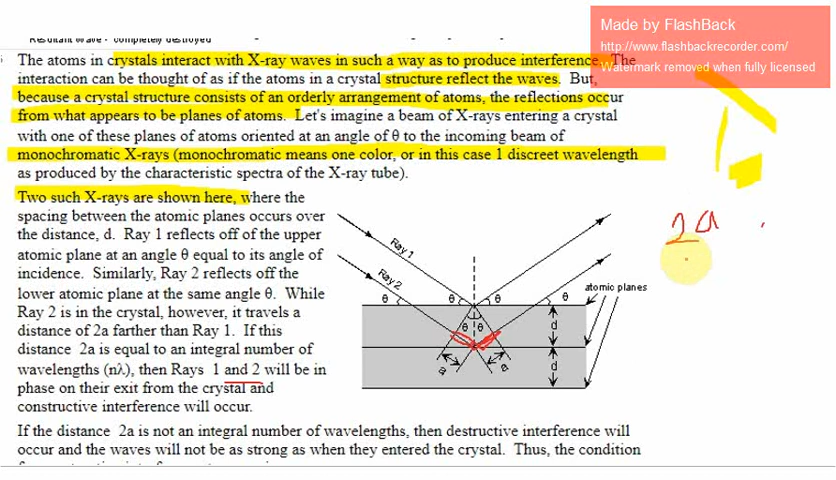 Resultant wave - completely destroyed
Made by FlashBack
http://www.flashbackrecorder.com/
Watermark removed when fully licensed
The atoms in crystals interact with X-ray waves in such a way as to produce interference. The
interaction can be thought of as if the atoms in a crystal structure reflect the waves. But,
because a crystal structure consists of an orderly arrangement of atoms, the reflections occur
from what appears to be planes of atoms. Let's imagine a beam of X-rays entering a crystal
with one of these planes of atoms oriented at an angle of θ to the incoming beam of
monochromatic X-rays (monochromatic means one color, or in this case 1 discreet wavelength
as produced by the characteristic spectra of the X-ray tube).
Two such X-rays are shown here, where the
spacing between the atomic planes occurs over
the distance, d. Ray 1 reflects off of the upper
atomic plane at an angle θ equal to its angle of
incidence. Similarly, Ray 2 reflects off the
lower atomic plane at the same angle θ. While
Ray 2 is in the crystal, however, it travels a
distance of 2a farther than Ray 1. If this
distance 2a is equal to an integral number of
wavelengths (nλ), then Rays 1 and 2 will be in
phase on their exit from the crystal and
constructive interference will occur.
Ray 1
Ray 2
θ
θ θ
θ
θ θ
d
d
a
a
atomic planes
2a
If the distance 2a is not an integral number of wavelengths, then destructive interference will
occur and the waves will not be as strong as when they entered the crystal. Thus, the condition